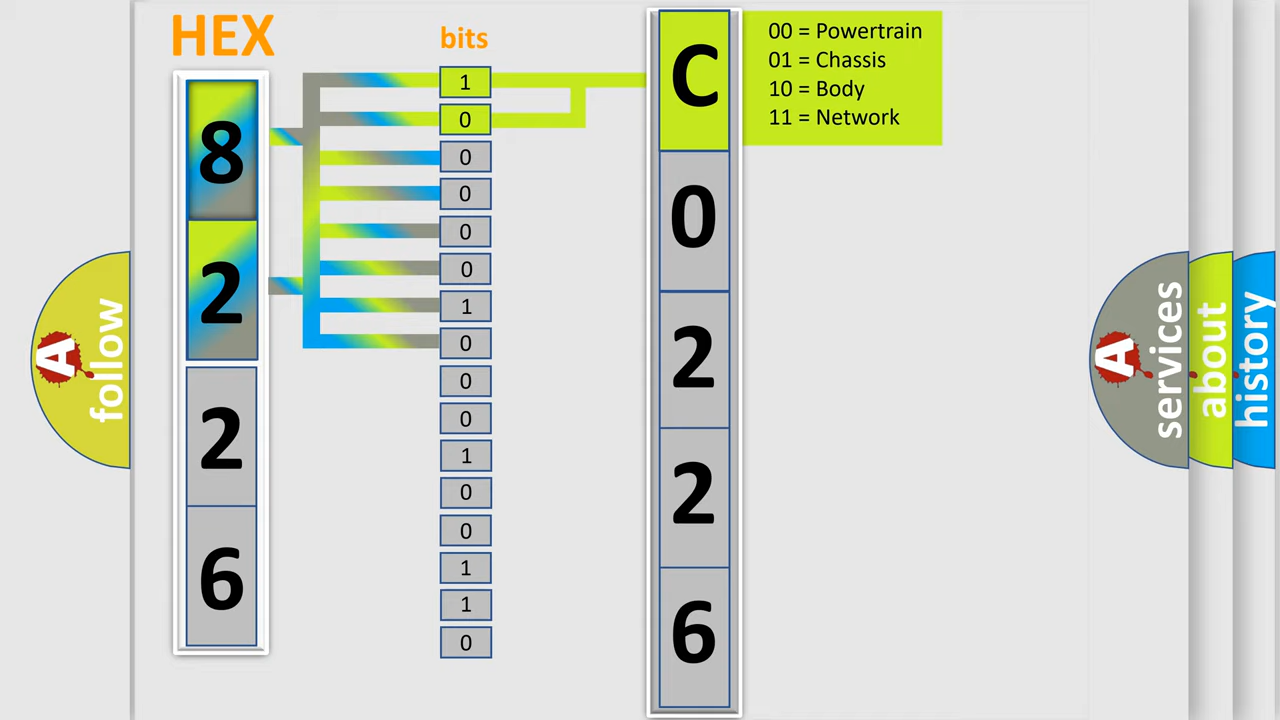 HEX
bits
8
2
2
6
1
0
0
0
0
0
1
0
0
0
1
0
0
1
1
0
C
0
2
2
6
00 = Powertrain
01 = Chassis
10 = Body
11 = Network
A
follow
A
services
about
history